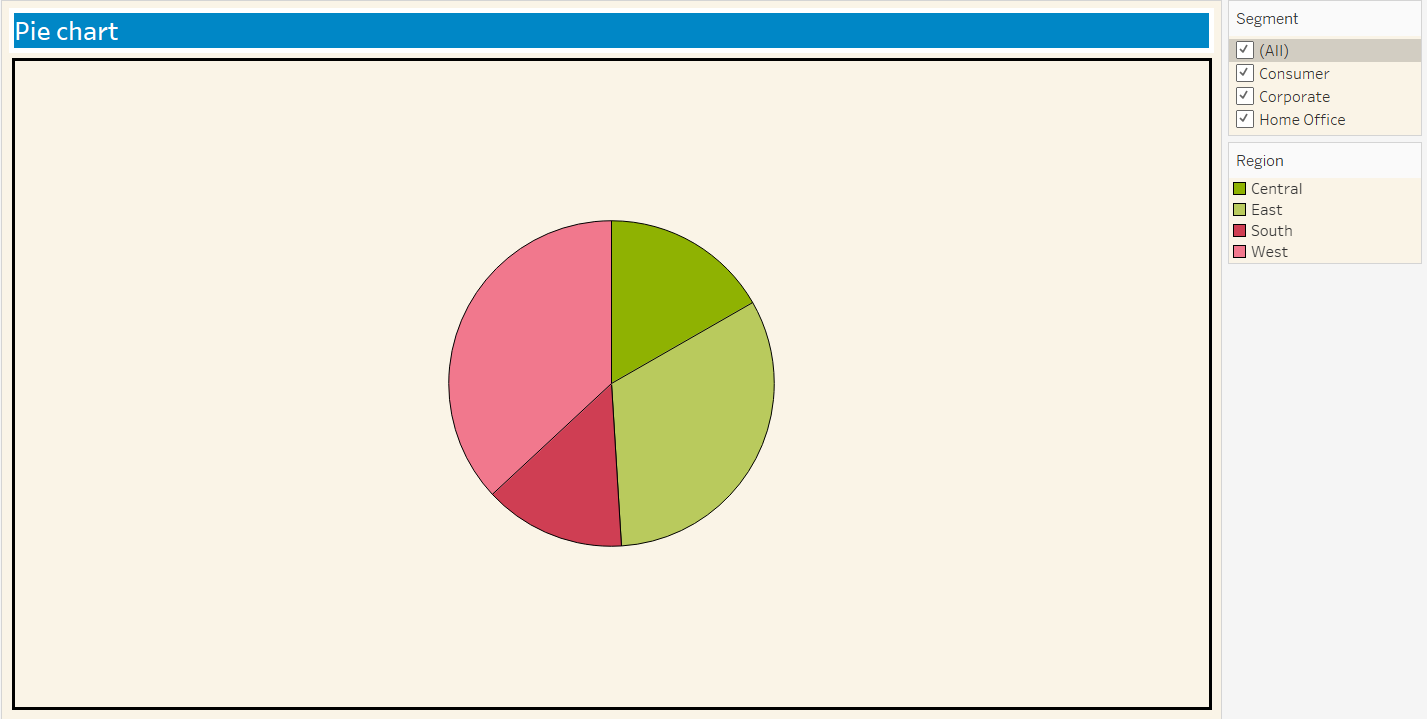 Pie chart
Segment
(All)
Consumer
Corporate
Home Office
Region
Central
East
South
West